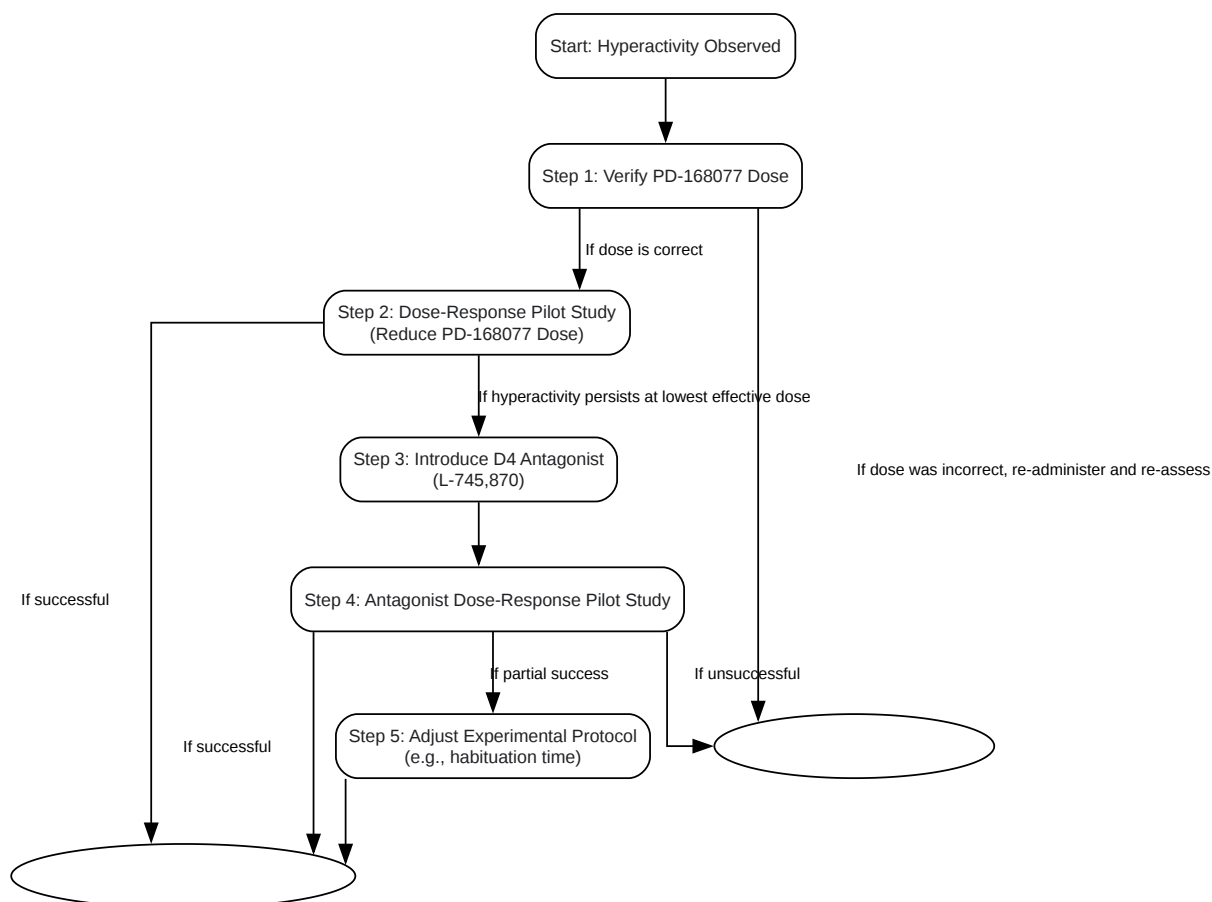 Start: Hyperactivity Observed
Step 1: Verify PD-168077 Dose
If dose is correct
Step 2: Dose-Response Pilot Study
(Reduce PD-168077 Dose)
If hyperactivity persists at lowest effective dose
Step 3: Introduce D4 Antagonist
(L-745,870)
If dose was incorrect, re-administer and re-assess
Step 4: Antagonist Dose-Response Pilot Study
If successful
If partial success
If unsuccessful
Step 5: Adjust Experimental Protocol
(e.g., habituation time)
If successful